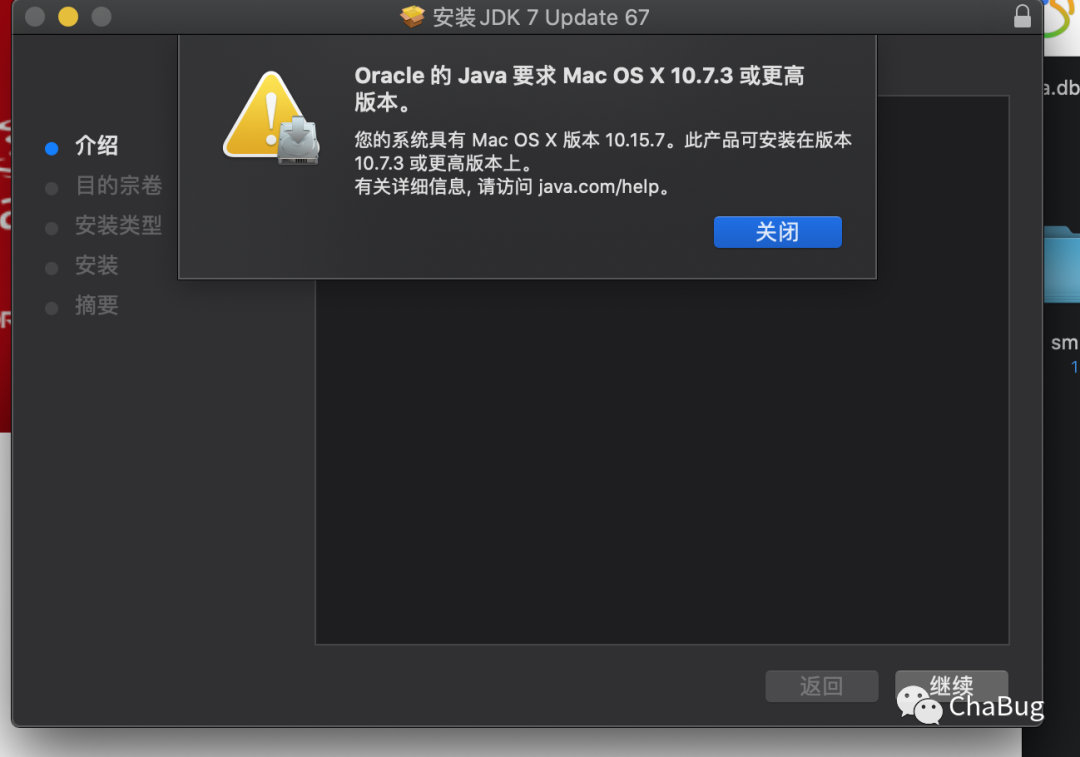 安装JDK 7 Update 67
Oracle 的 Java 要求 Mac OS X 10.7.3 或更高
版本。
您的系统具有 Mac OS X 版本 10.15.7。此产品可安装在版本
10.7.3 或更高版本上。
有关详细信息, 请访问 java.com/help。
关闭
介绍
目的宗卷
安装类型
安装
摘要
返回
继续
ChaBug
a.db
sm
1